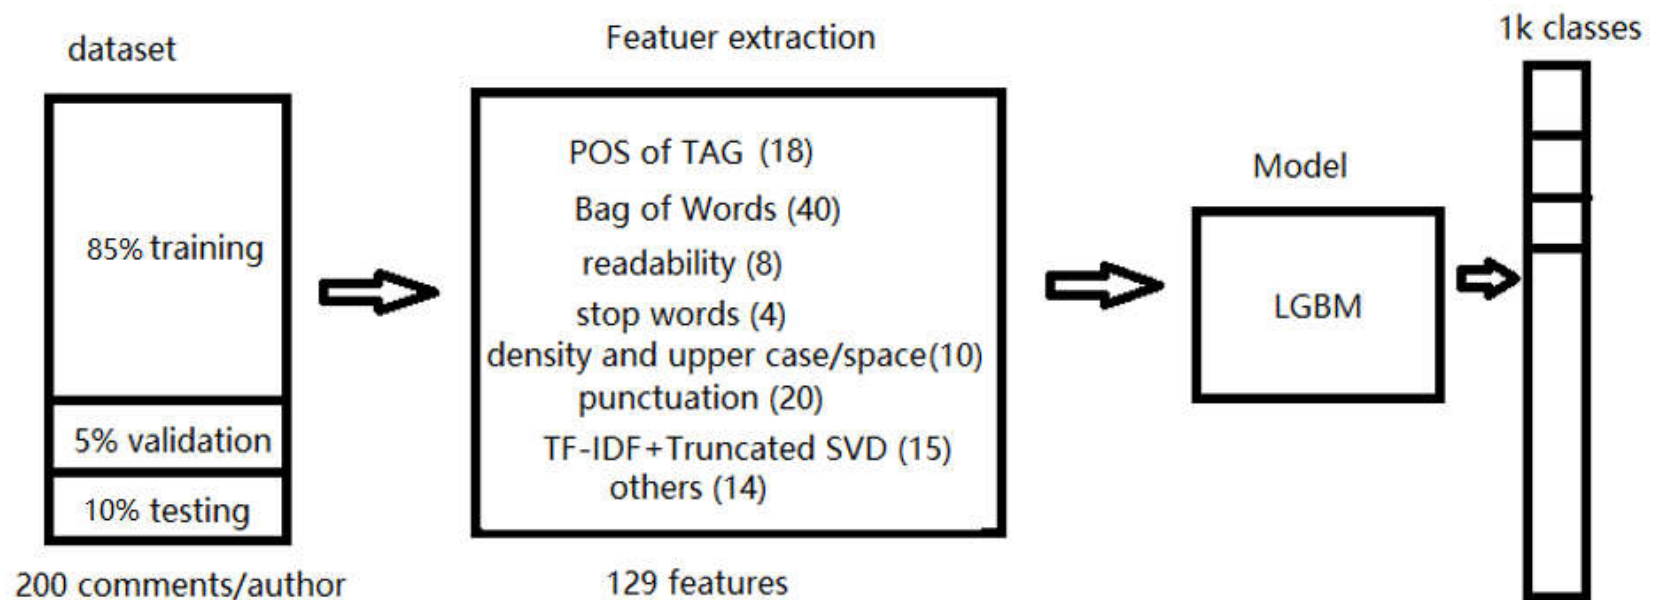 dataset
85% training
5% validation
10% testing
200 comments/author
Featuer extraction
POS of TAG (18)
Bag of Words (40)
readability (8)
stop words (4)
density and upper case/space(10)
punctuation (20)
TF-IDF+Truncated SVD (15)
others (14)
129 features
Model
LGBM
1k classes